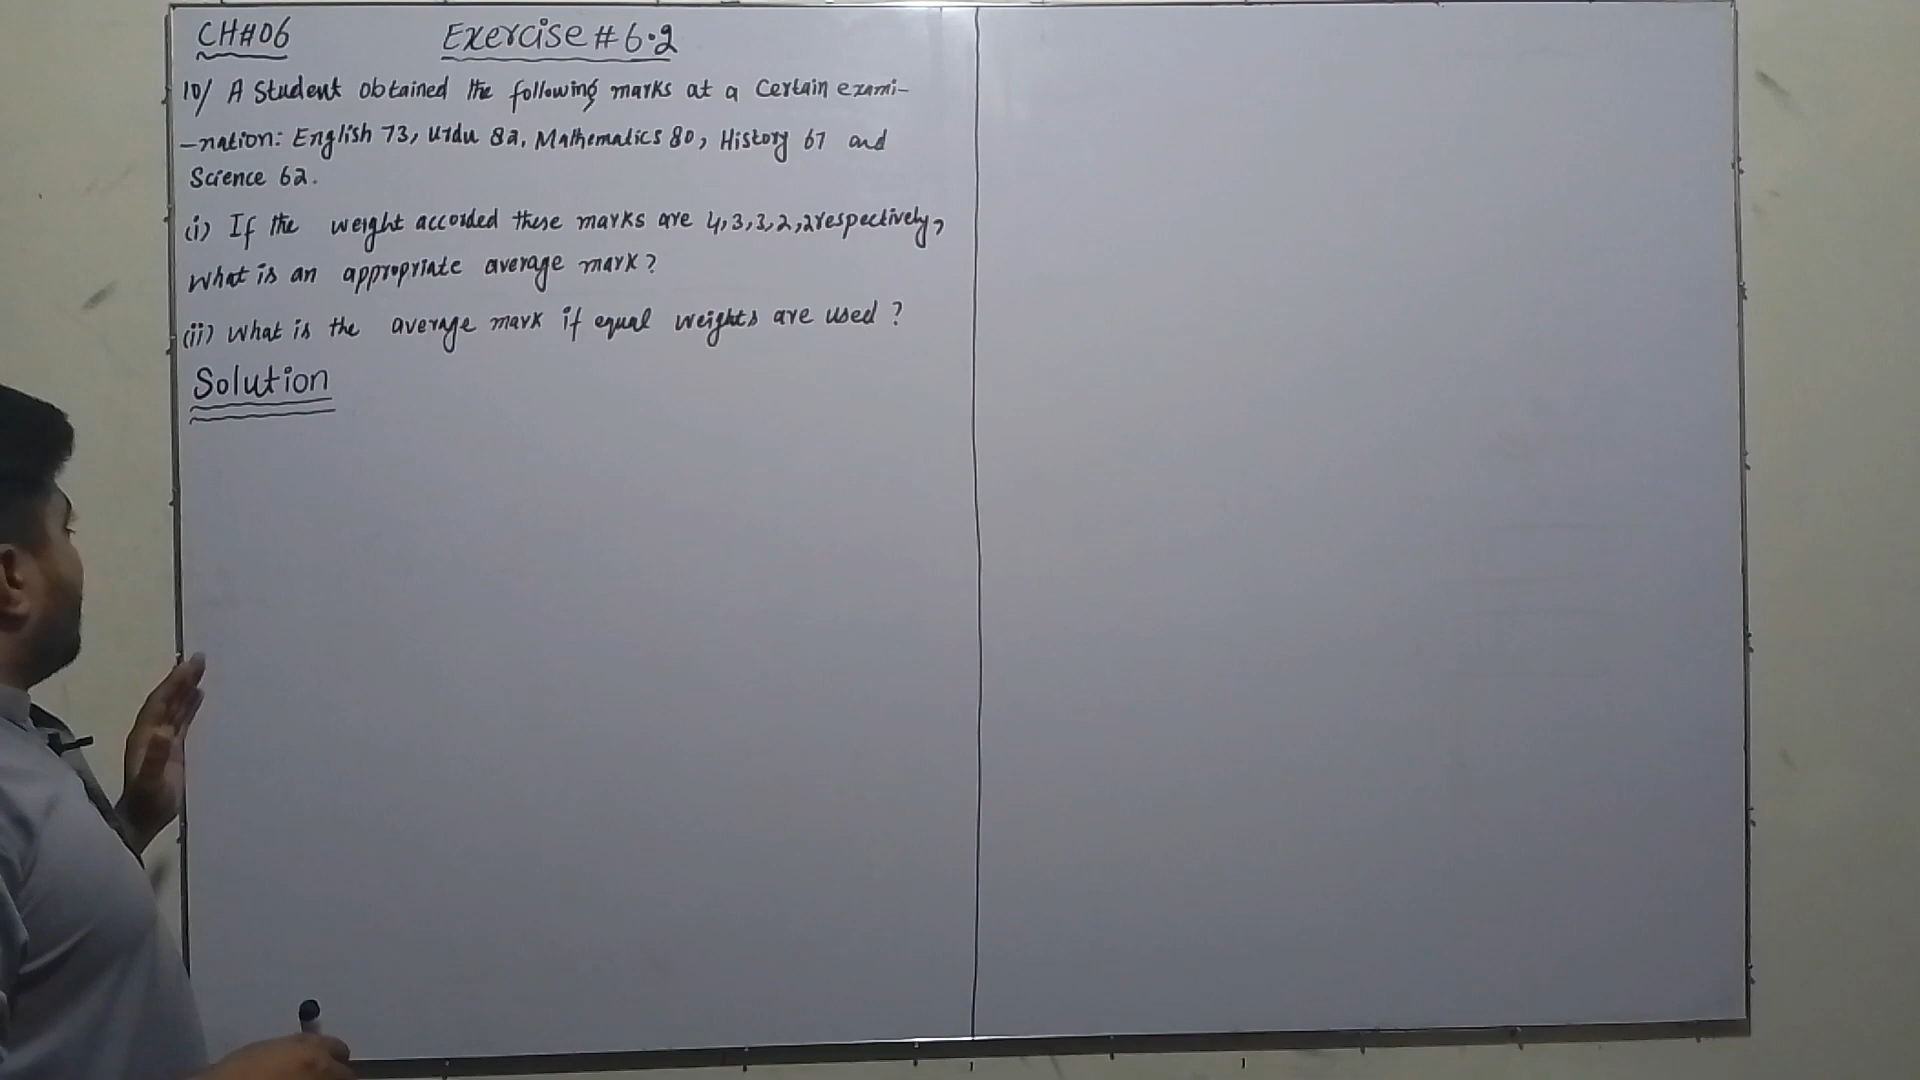 CH#06 Exercise # 6.2
10/ A Student obtained the following marks at a Certain exami-
-nation: English 73, Urdu 82, Mathematics 80, History 67 and
Science 62.
(i) If the weight accorded these marks are 4,3,3,2,2 respectively,
What is an appropriate average mark?
(ii) What is the average mark if equal weights are used?
Solution